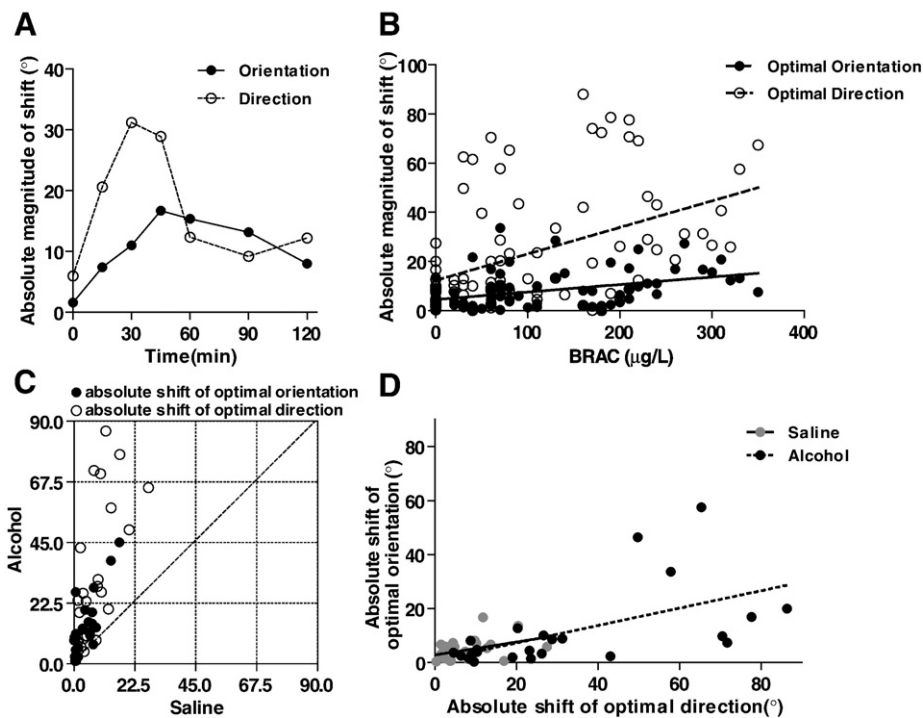 A
Absolute magnitude of shift (°)
40
30
20
10
0
0 30 60 90 120
Time(min)
Orientation
Direction
B
Absolute magnitude of shift (°)
100
80
60
40
20
0
0 100 200 300 400
BRAC (μg/L)
Optimal Orientation
Optimal Direction
C
absolute shift of optimal orientation
absolute shift of optimal direction
Alcohol
90.0
67.5
45.0
22.5
0.0
0.0 22.5 45.0 67.5 90.0
Saline
D
Absolute shift of
optimal orientation (°)
80
60
40
20
0
0 20 40 60 80
Absolute shift of optimal direction(°)
Saline
Alcohol